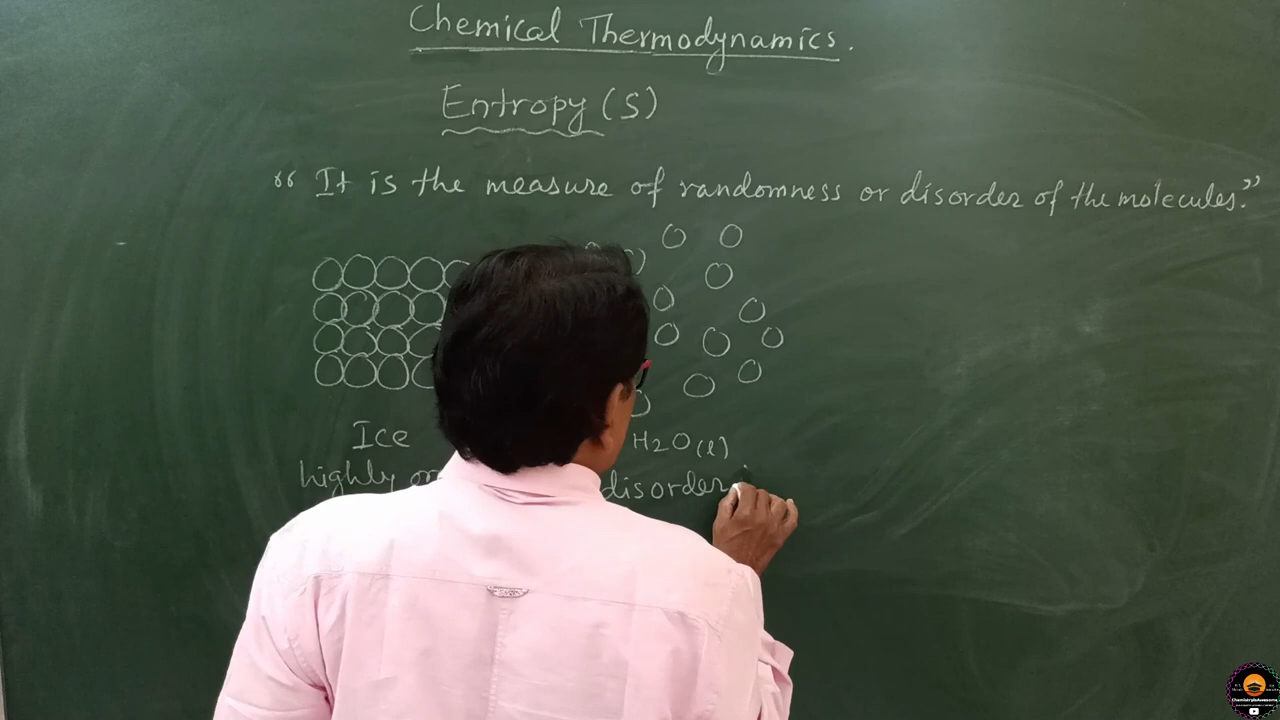 Chemical Thermodynamics.
Entropy (S)
“ It is the measure of randomness or disorder of the molecules.”
Ice H2O(l)
highly disorder